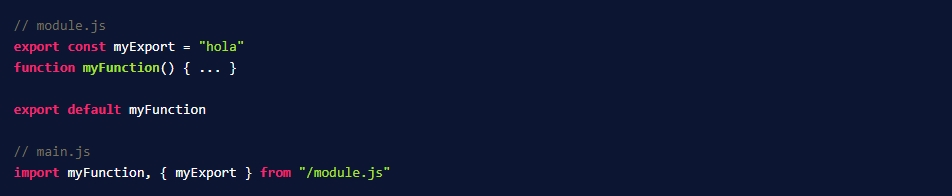 // module.js
export const myExport = "hola"
function myFunction() { ... }
export default myFunction
// main.js
import myFunction, { myExport } from "/module.js"